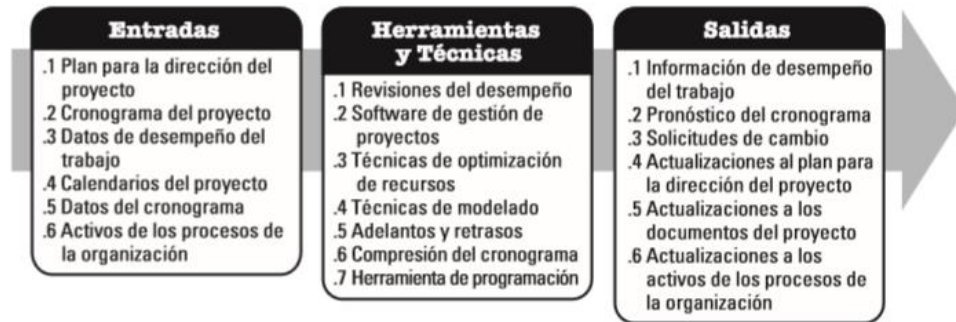 Entradas
.1 Plan para la dirección del
proyecto
.2 Cronograma del proyecto
.3 Datos de desempeño del
trabajo
.4 Calendarios del proyecto
.5 Datos del cronograma
.6 Activos de los procesos de
la organización
Herramientas
y Técnicas
.1 Revisiones del desempeño
.2 Software de gestión de
proyectos
.3 Técnicas de optimización
de recursos
.4 Técnicas de modelado
.5 Adelantos y retrasos
.6 Compresión del cronograma
.7 Herramienta de programación
Salidas
.1 Información de desempeño
del trabajo
.2 Pronóstico del cronograma
.3 Solicitudes de cambio
.4 Actualizaciones al plan para
la dirección del proyecto
.5 Actualizaciones a los
documentos del proyecto
.6 Actualizaciones a los
activos de los procesos de
la organización